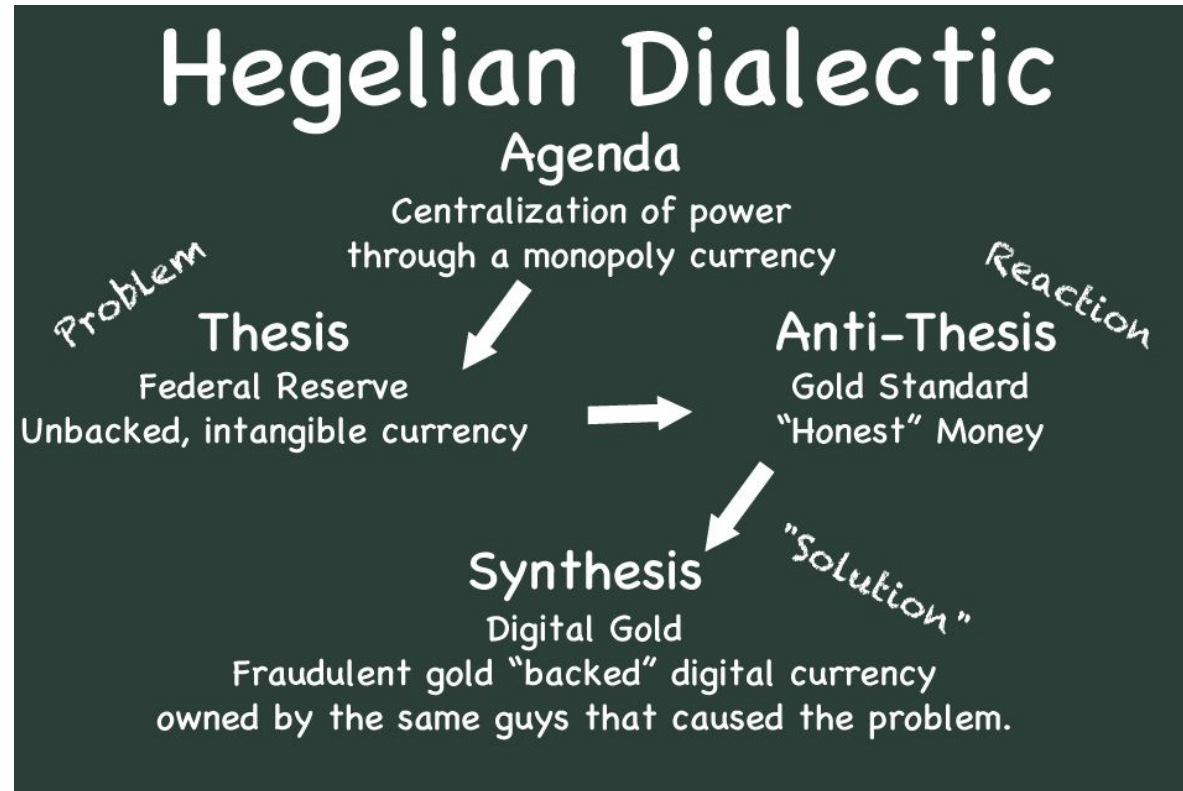 Hegelian Dialectic
Agenda
Centralization of power
through a monopoly currency
Problem
Thesis
Federal Reserve
Unbacked, intangible currency
Reaction
Anti-Thesis
Gold Standard
“Honest” Money
"Solution"
Synthesis
Digital Gold
Fraudulent gold “backed” digital currency
owned by the same guys that caused the problem.